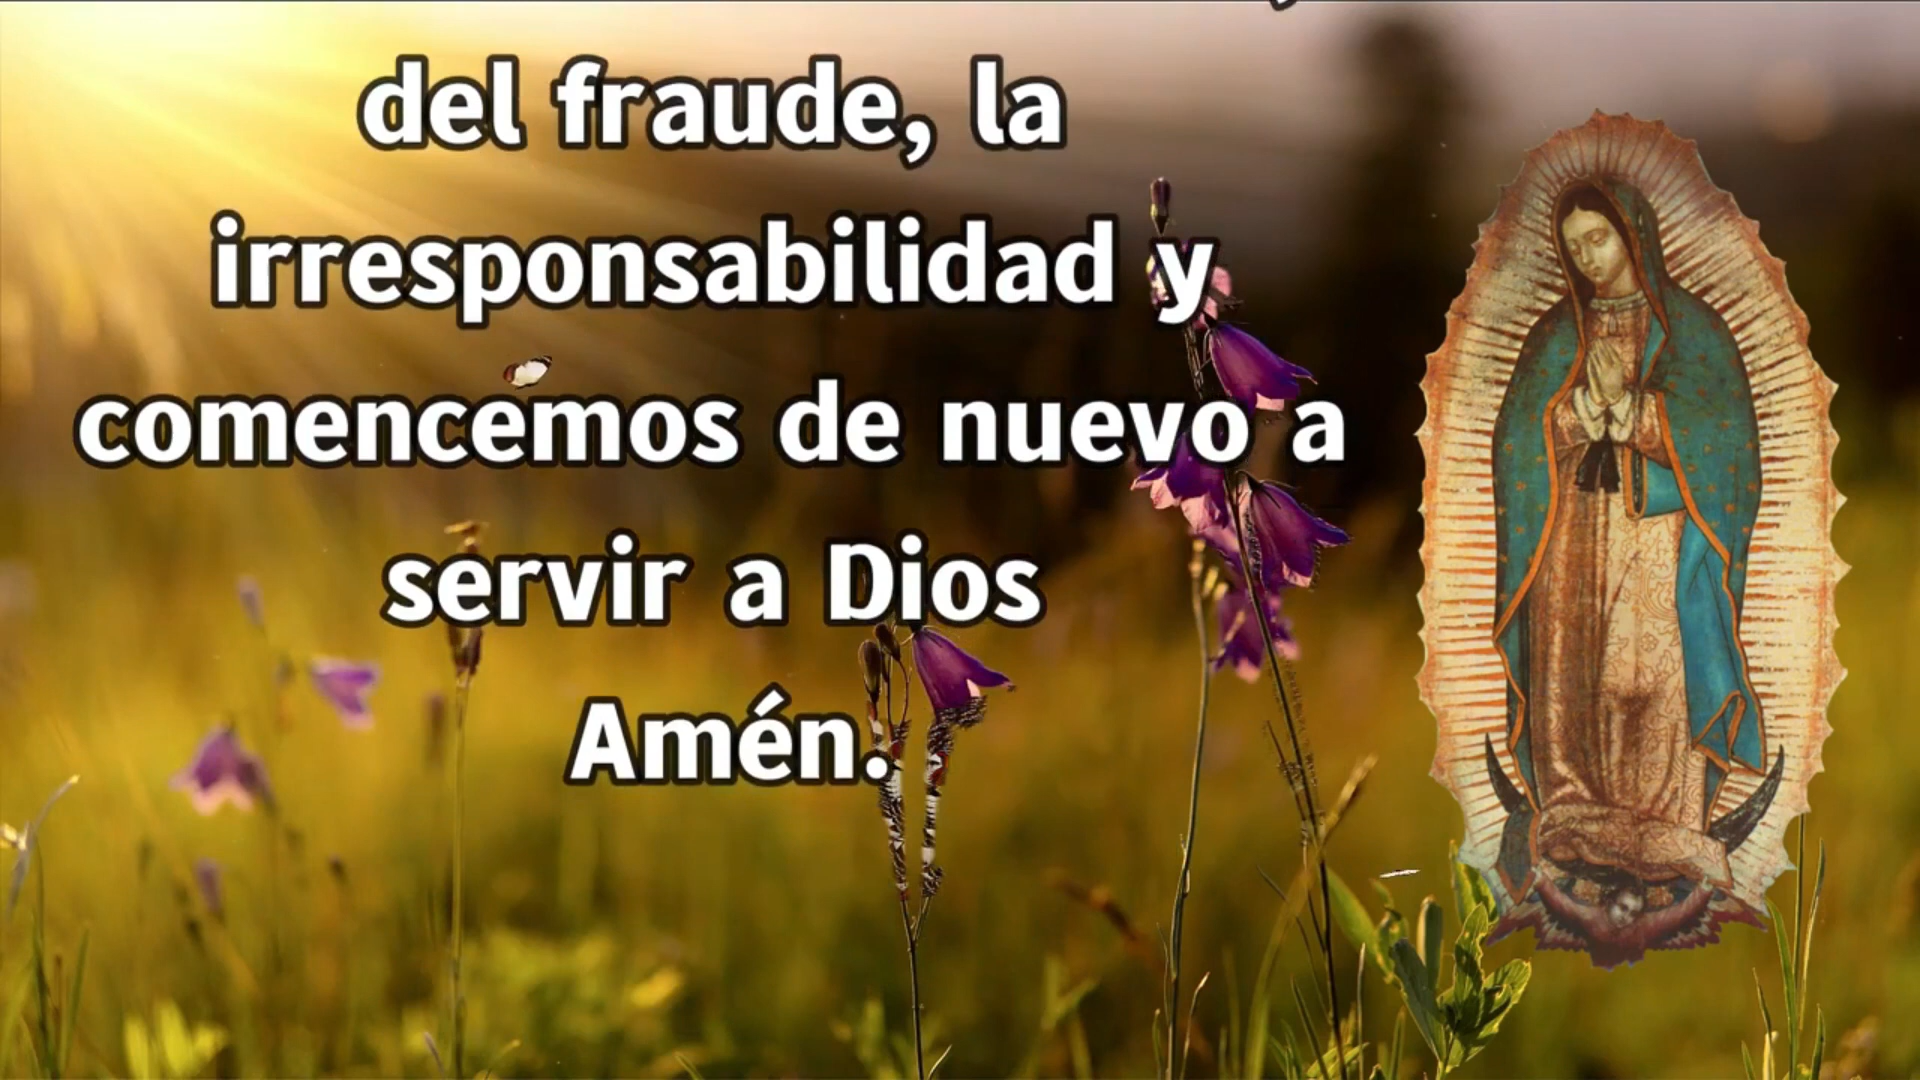 del fraude, la
irresponsabilidad y
comencemos de nuevo a
servir a Dios
Amén.